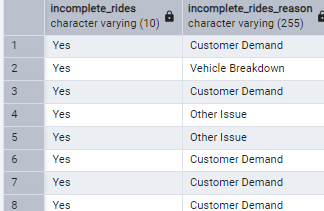 incomplete_rides incomplete_rides_reason
character varying (10) character varying (255)
1 Yes Customer Demand
2 Yes Vehicle Breakdown
3 Yes Customer Demand
4 Yes Other Issue
5 Yes Other Issue
6 Yes Customer Demand
7 Yes Customer Demand
8 Yes Customer Demand